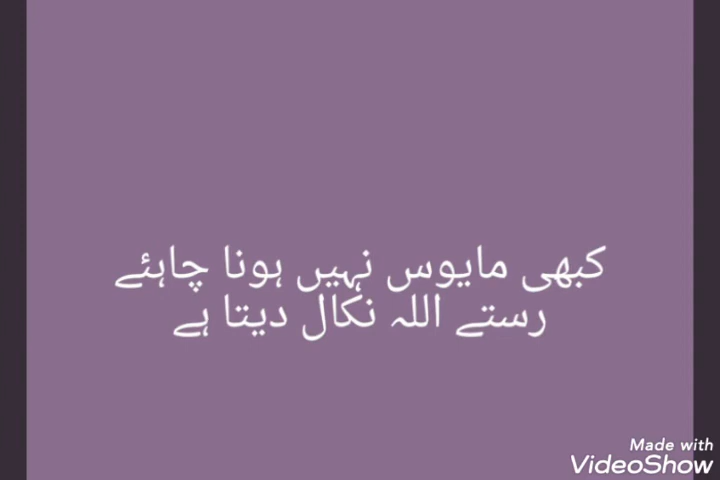 کبھی مایوس نہیں ہونا چاہئے
رستے اللہ نکال دیتا ہے
Made with
VideoShow